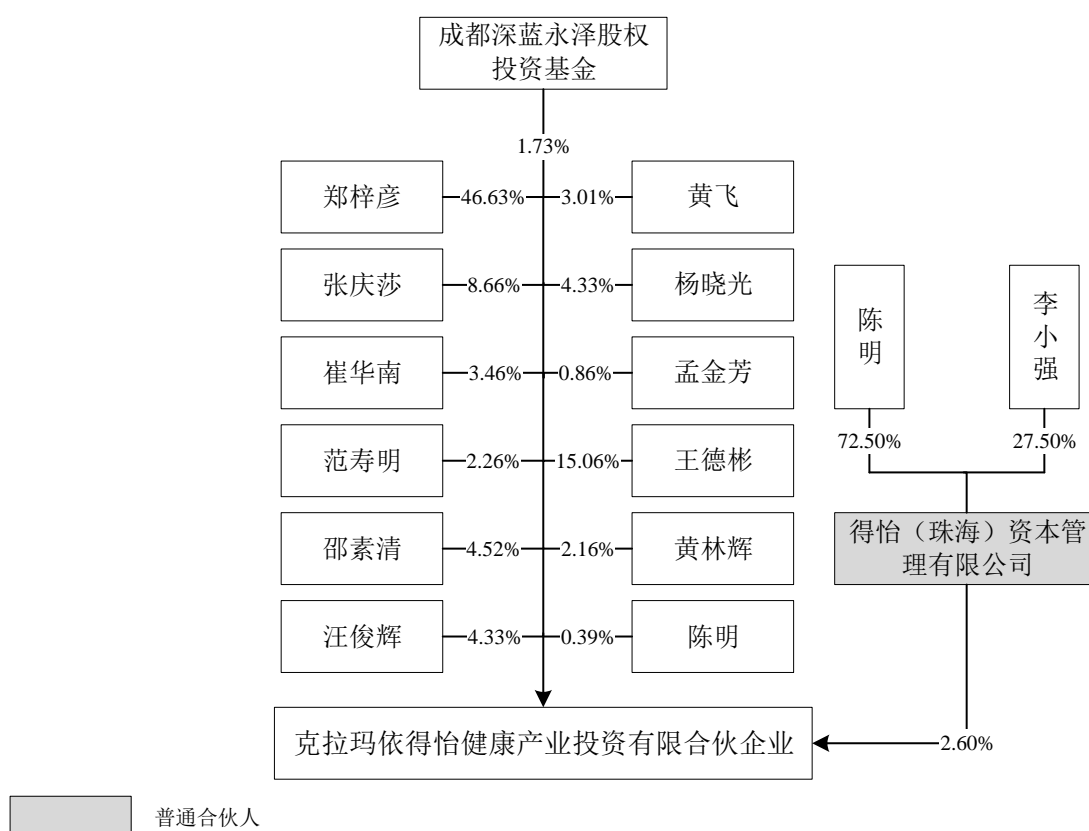 成都深蓝永泽股权
投资基金
1.73%
郑梓彦
46.63%
3.01%
黄飞
张庆莎
8.66%
4.33%
杨晓光
崔华南
3.46%
0.86%
孟金芳
范寿明
2.26%
15.06%
王德彬
邵素清
4.52%
2.16%
黄林辉
汪俊辉
4.33%
0.39%
陈明
陈
明
李
小
强
72.50%
27.50%
得怡（珠海）资本管
理有限公司
2.60%
克拉玛依得怡健康产业投资有限合伙企业
普通合伙人